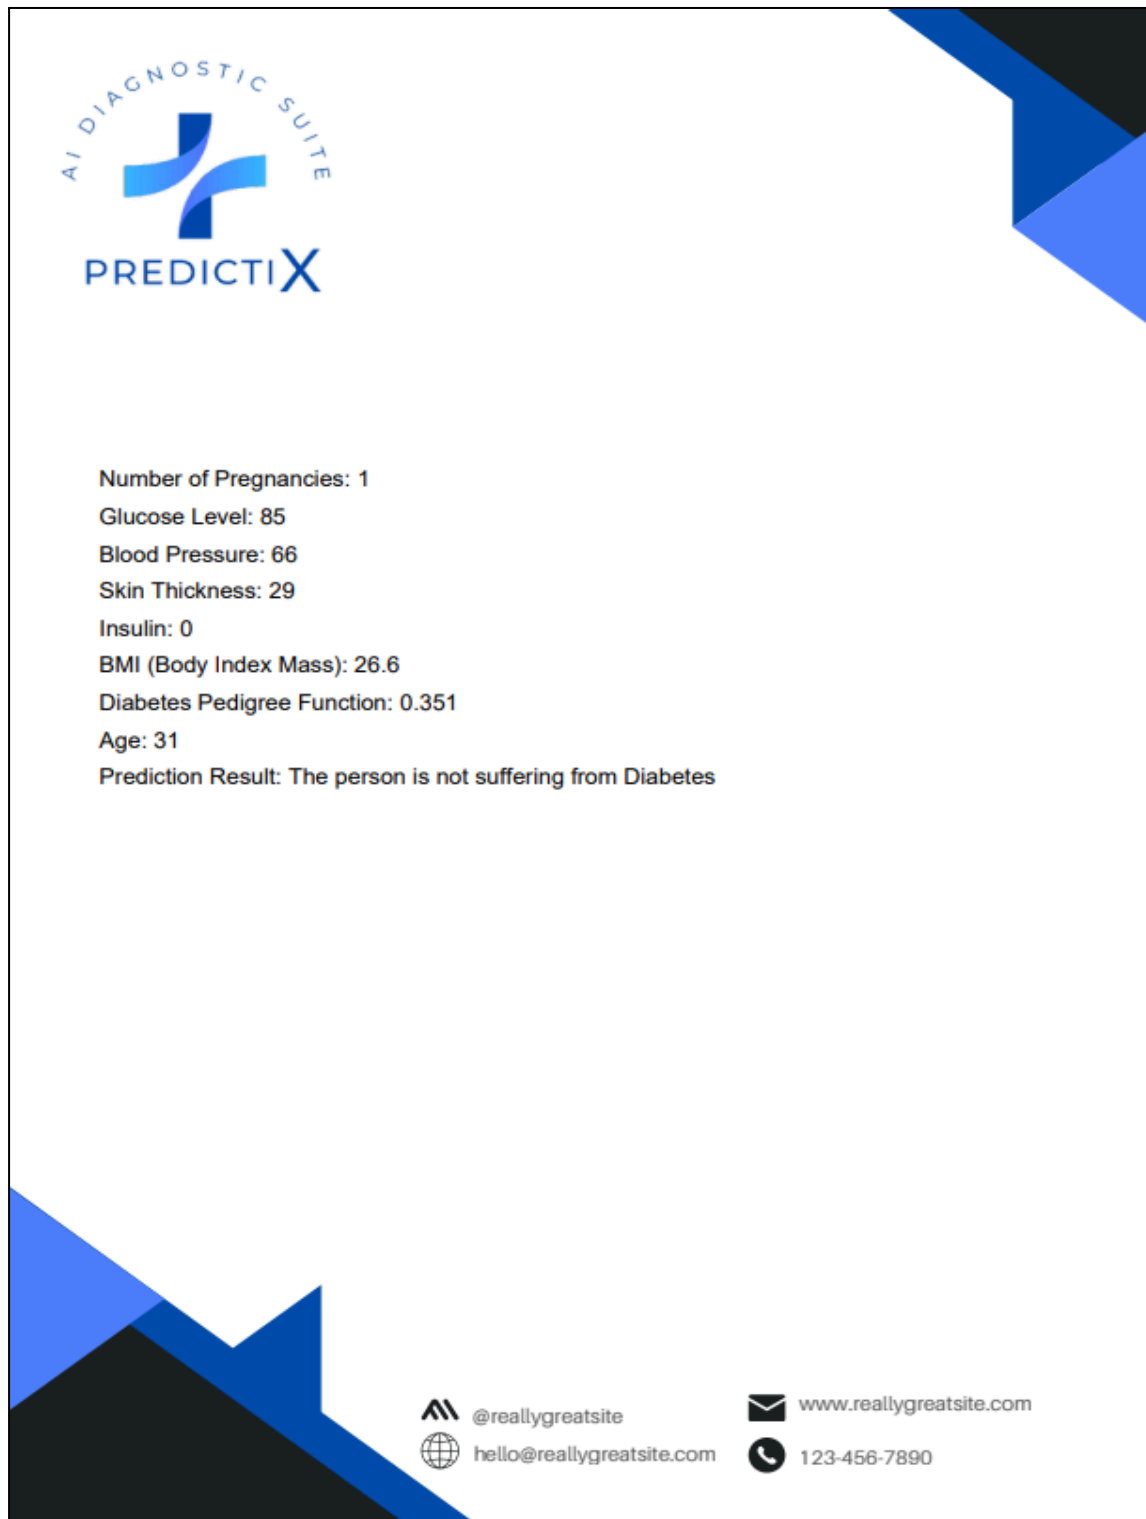 AI DIAGNOSTIC SUITE
PREDICTIX
Number of Pregnancies: 1
Glucose Level: 85
Blood Pressure: 66
Skin Thickness: 29
Insulin: 0
BMI (Body Index Mass): 26.6
Diabetes Pedigree Function: 0.351
Age: 31
Prediction Result: The person is not suffering from Diabetes
@reallygreatsite
www.reallygreatsite.com
hello@reallygreatsite.com
123-456-7890